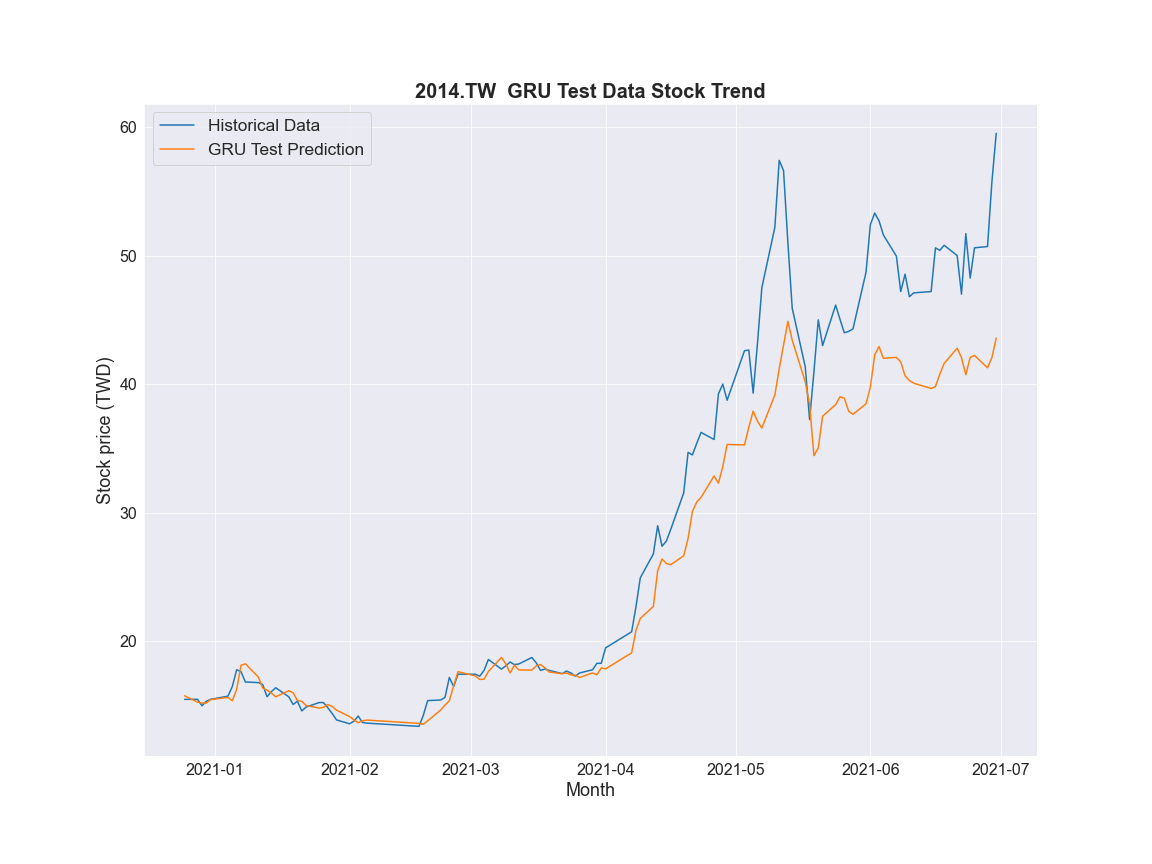 2014.TW  GRU Test Data Stock Trend
Historical Data
GRU Test Prediction
60
50
40
30
20
Stock price (TWD)
2021-01 2021-02 2021-03 2021-04 2021-05 2021-06 2021-07
Month